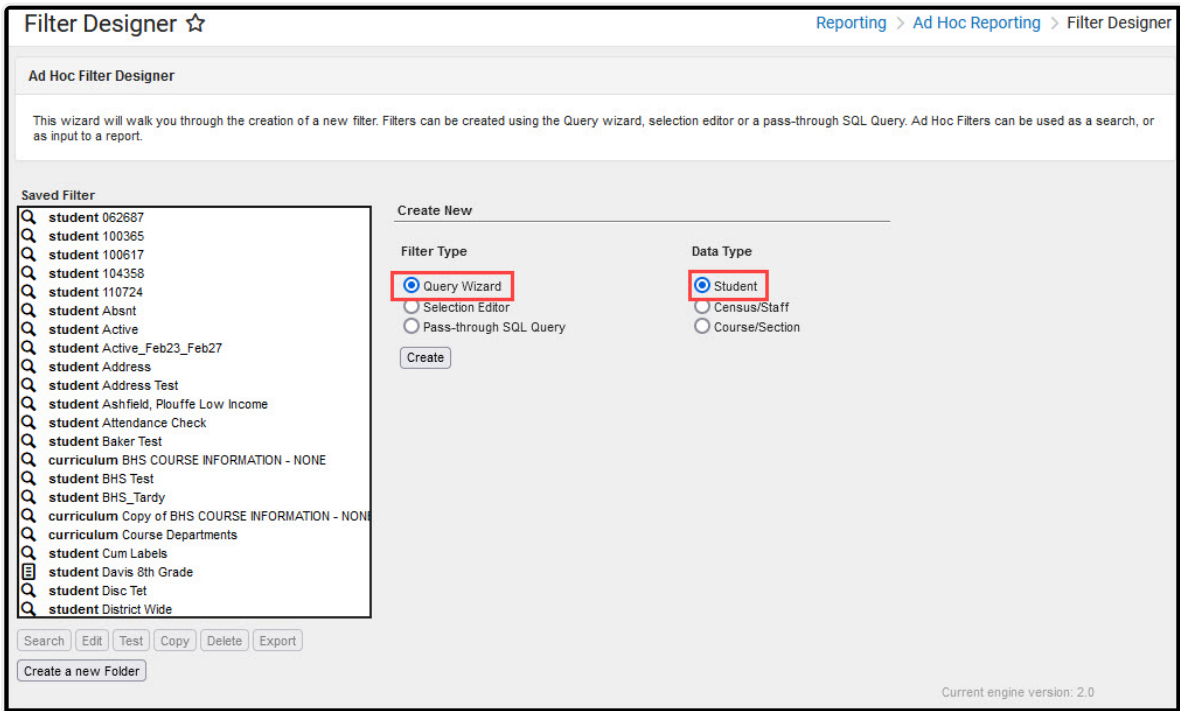 Filter Designer
Reporting > Ad Hoc Reporting > Filter Designer
Ad Hoc Filter Designer
This wizard will walk you through the creation of a new filter. Filters can be created using the Query wizard, selection editor or a pass-through SQL Query. Ad Hoc Filters can be used as a search, or
as input to a report.
Saved Filter
student 062687
student 100365
student 100617
student 104358
student 110724
student Absnt
student Active
student Active_Feb23_Feb27
student Address
student Address Test
student Ashfield, Plouffe Low Income
student Attendance Check
student Baker Test
curriculum BHS COURSE INFORMATION - NONE
student BHS Test
student BHS_Tardy
curriculum Copy of BHS COURSE INFORMATION - NONE
curriculum Course Departments
student Cum Labels
student Davis 8th Grade
student Disc Tet
student District Wide
Search Edit Test Copy Delete Export
Create a new Folder
Create New
Filter Type
Query Wizard
Selection Editor
Pass-through SQL Query
Create
Data Type
Student
Census/Staff
Course/Section
Current engine version: 2.0